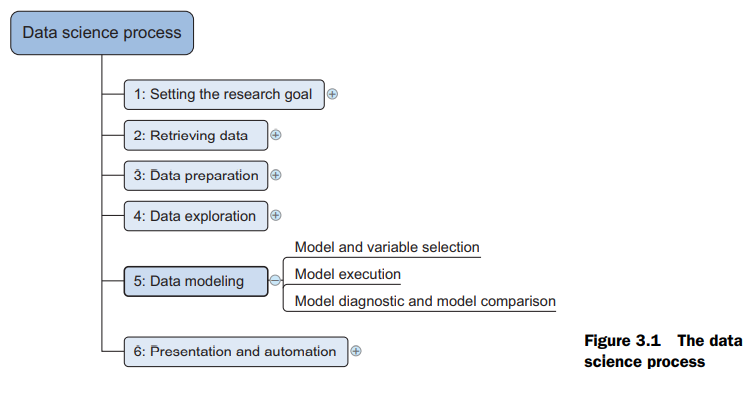 Data science process
1: Setting the research goal
2: Retrieving data
3: Data preparation
4: Data exploration
Model and variable selection
5: Data modeling
Model execution
Model diagnostic and model comparison
6: Presentation and automation
Figure 3.1 The data
science process